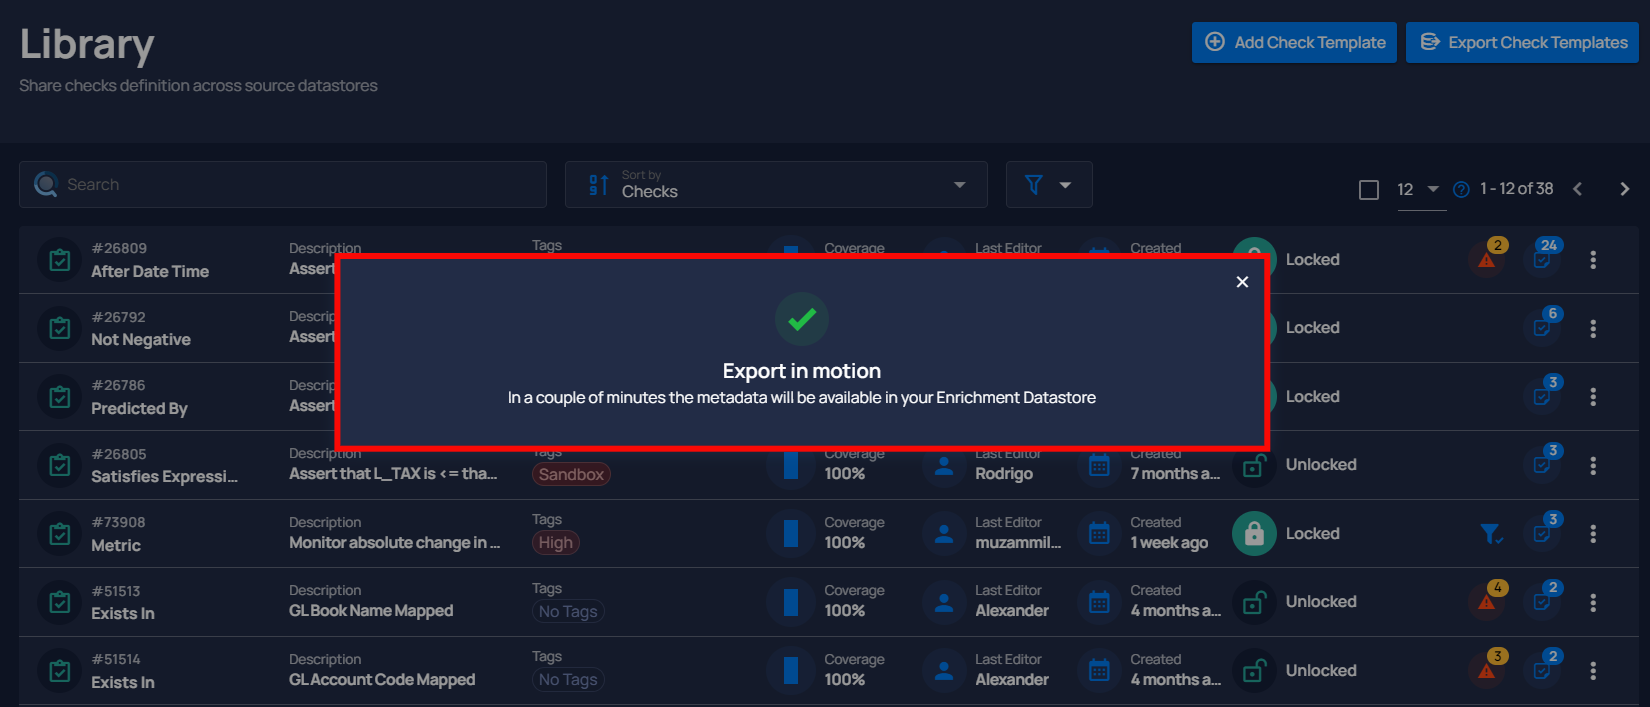 Library
Share checks definition across source datastores
Add Check Template
Export Check Templates
Search
Sort by
Checks
12
1 - 12 of 38
#26809
After Date Time
Description
Assert
Tags
Coverage
Last Editor
Created
Locked
2
24
Export in motion
In a couple of minutes the metadata will be available in your Enrichment Datastore
#26792
Not Negative
Descrip
Assert
Locked
6
#26786
Predicted By
Descrip
Assert
Locked
3
#26805
Satisfies Expressi...
Description
Assert that L_TAX is <= tha...
Tags
Sandbox
Coverage
100%
Last Editor
Rodrigo
Created
7 months a...
Unlocked
3
#73908
Metric
Description
Monitor absolute change in ...
Tags
High
Coverage
100%
Last Editor
muzammil...
Created
1 week ago
Locked
3
#51513
Exists In
Description
GL Book Name Mapped
Tags
No Tags
Coverage
100%
Last Editor
Alexander
Created
4 months a...
Unlocked
4
2
#51514
Exists In
Description
GL Account Code Mapped
Tags
No Tags
Coverage
100%
Last Editor
Alexander
Created
4 months a...
Unlocked
3
2